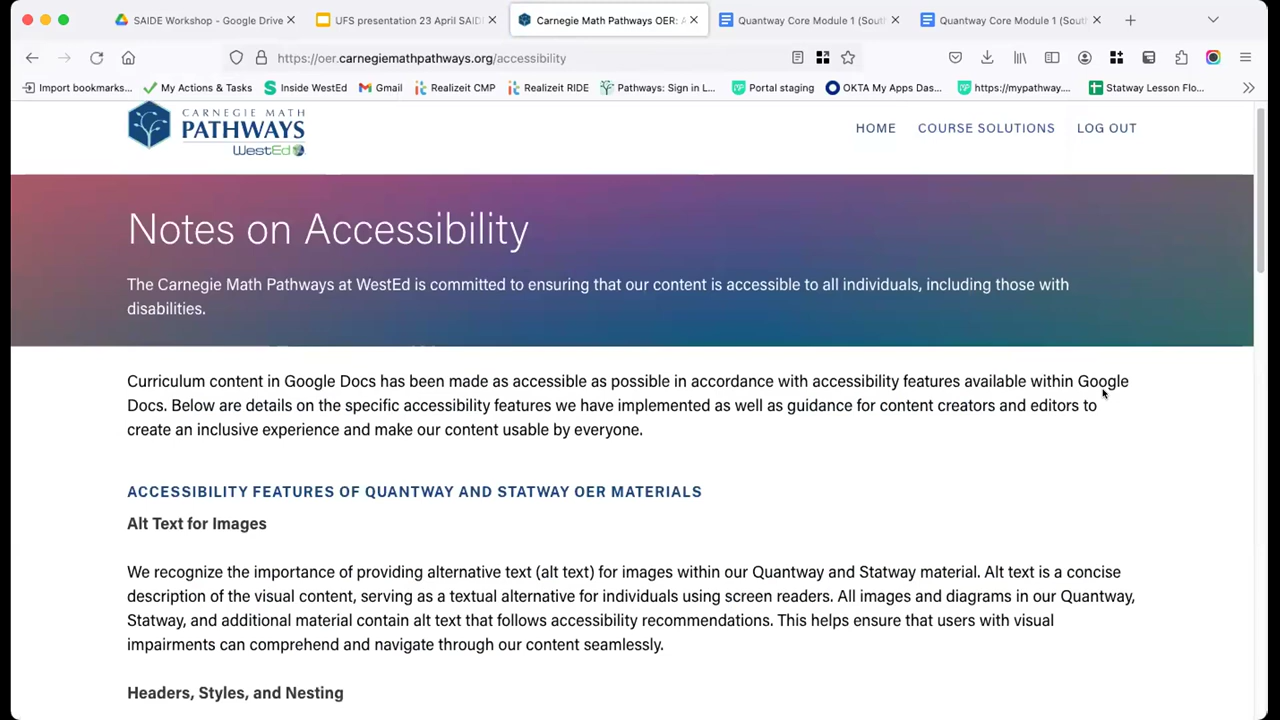 SAIDE Workshop - Google Drive
UFS presentation 23 April SAID
Carnegie Math Pathways OER: A
Quantway Core Module 1 (Sout
Quantway Core Module 1 (Sout
https://oer.carnegiemathpathways.org/accessibility
Import bookmarks...
My Actions & Tasks
Inside WestEd
Gmail
Realizeit CMP
Realizeit RIDE
Pathways: Sign in L...
Portal staging
OKTA My Apps Das...
https://mypathway....
Statway Lesson Flo...
CARNEGIE MATH
PATHWAYS
WestEd
HOME
COURSE SOLUTIONS
LOG OUT
Notes on Accessibility
The Carnegie Math Pathways at WestEd is committed to ensuring that our content is accessible to all individuals, including those with
disabilities.
Curriculum content in Google Docs has been made as accessible as possible in accordance with accessibility features available within Google
Docs. Below are details on the specific accessibility features we have implemented as well as guidance for content creators and editors to
create an inclusive experience and make our content usable by everyone.
ACCESSIBILITY FEATURES OF QUANTWAY AND STATWAY OER MATERIALS
Alt Text for Images
We recognize the importance of providing alternative text (alt text) for images within our Quantway and Statway material. Alt text is a concise
description of the visual content, serving as a textual alternative for individuals using screen readers. All images and diagrams in our Quantway,
Statway, and additional material contain alt text that follows accessibility recommendations. This helps ensure that users with visual
impairments can comprehend and navigate through our content seamlessly.
Headers, Styles, and Nesting